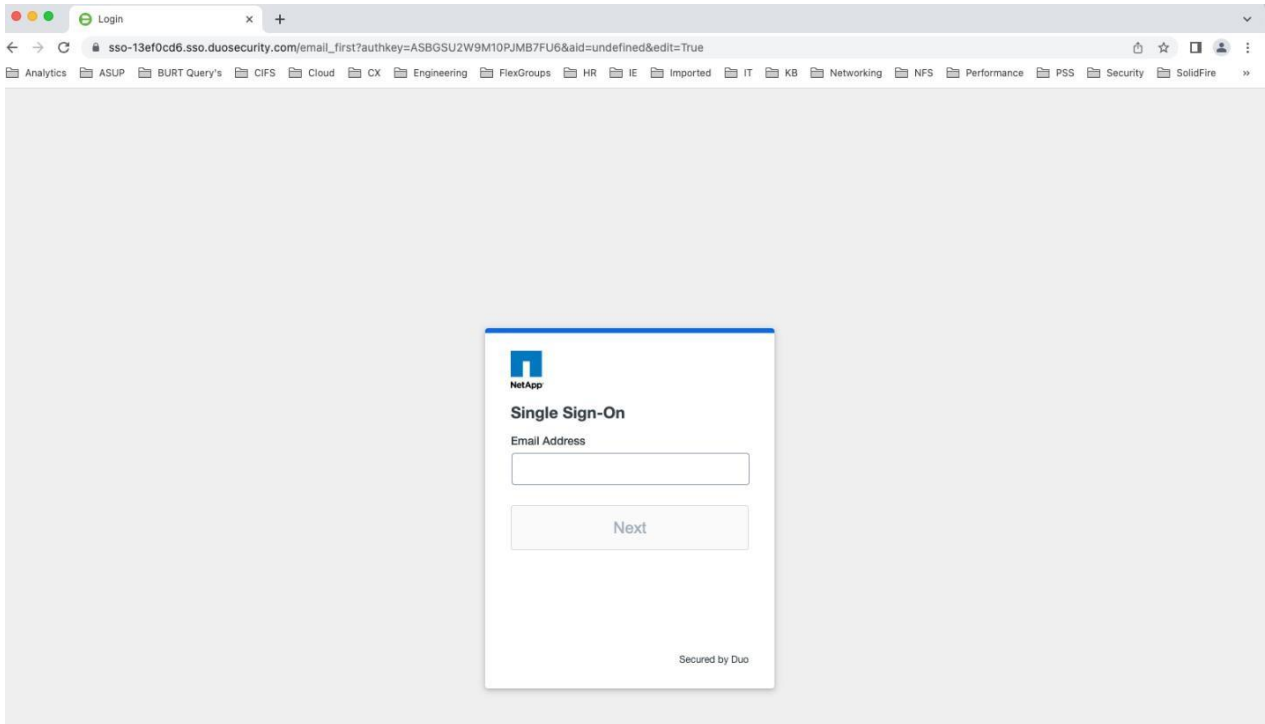 Login
sso-13ef0cd6.sso.duosecurity.com/email_first?authkey=ASBGSU2W9M10PJMB7FU6&aid=undefined&edit=True
Analytics ASUP BURT Query's CIFS Cloud CX Engineering FlexGroups HR IE Imported IT KB Networking NFS Performance PSS Security SolidFire
NetApp
Single Sign-On
Email Address
Next
Secured by Duo